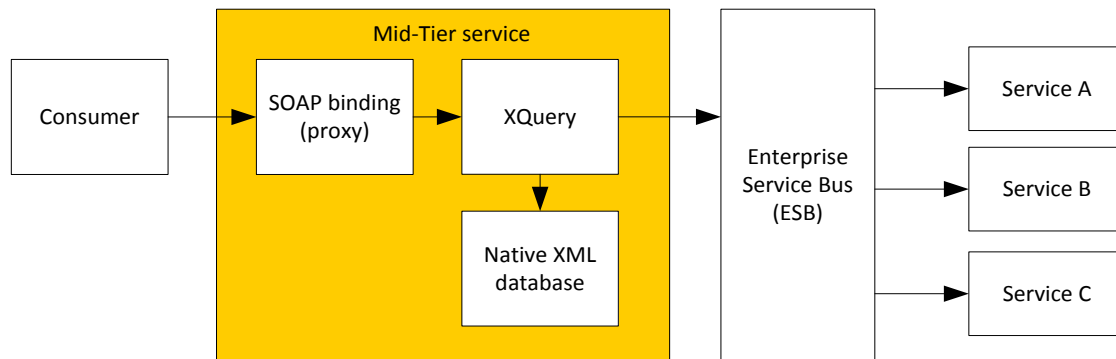 Mid-Tier service
Consumer
SOAP binding
(proxy)
XQuery
Native XML
database
Enterprise
Service Bus
(ESB)
Service A
Service B
Service C